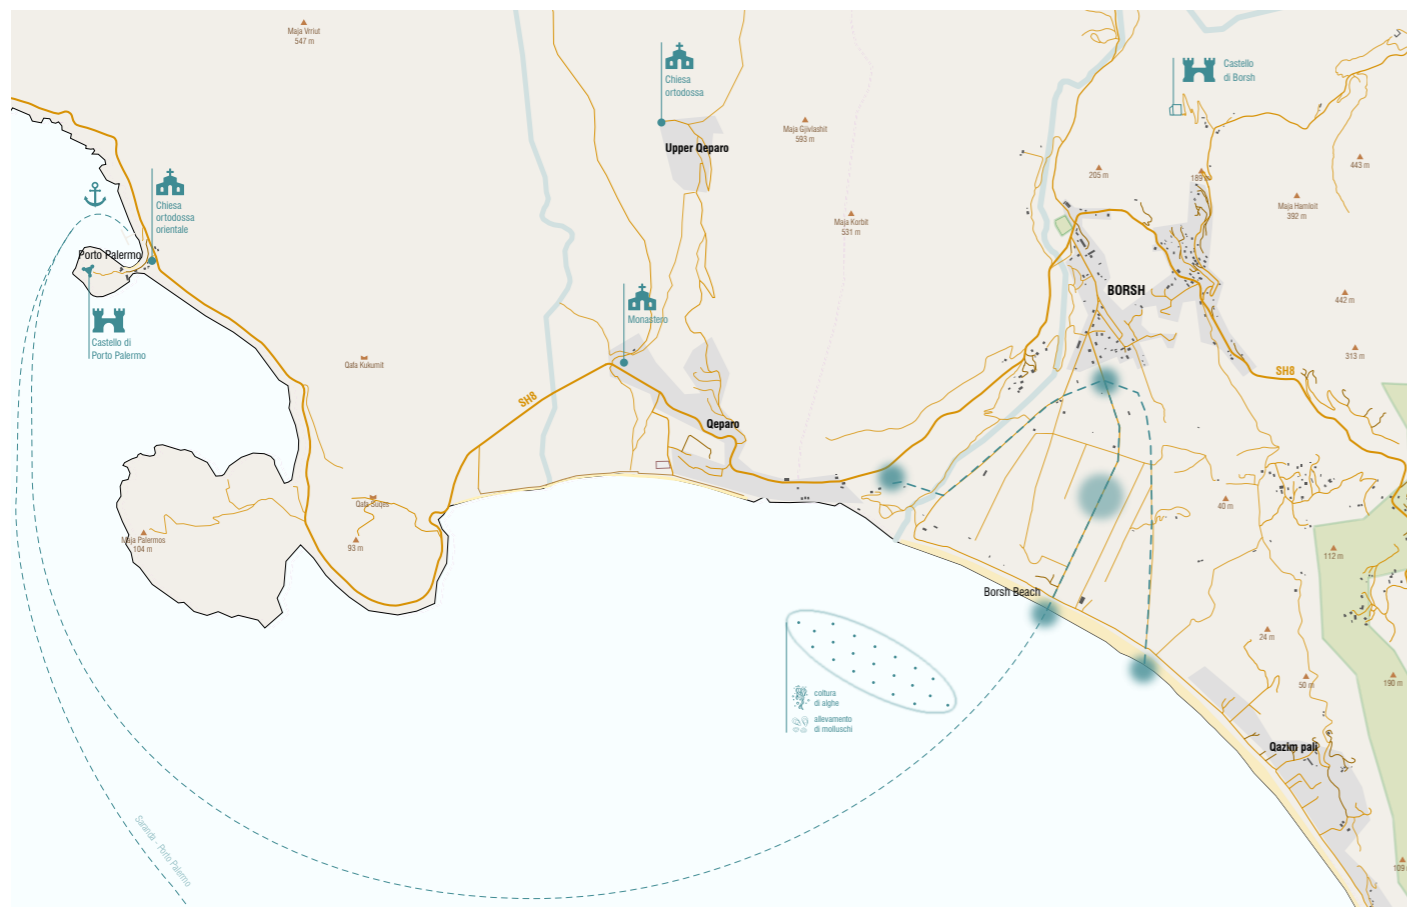 Maja Vrriut
547 m
Chiesa
ortodossa
Upper Qeparo
Maja Gjivlashit
593 m
Castello
di Borsh
443 m
205 m
189 m
Maja Hamloit
392 m
Chiesa
ortodossa
orientale
Maja Korbit
531 m
Porto Palermo
BORSH
442 m
Monastero
Castello di
Porto Palermo
313 m
Qafa Kukumit
SH8
SH8
Qeparo
Qafa Suqes
40 m
Maja Palermos
104 m
93 m
112 m
Borsh Beach
24 m
50 m
190 m
coltura
di alghe
allevamento
di molluschi
Qazim pali
Saranda - Porto Palermo
109